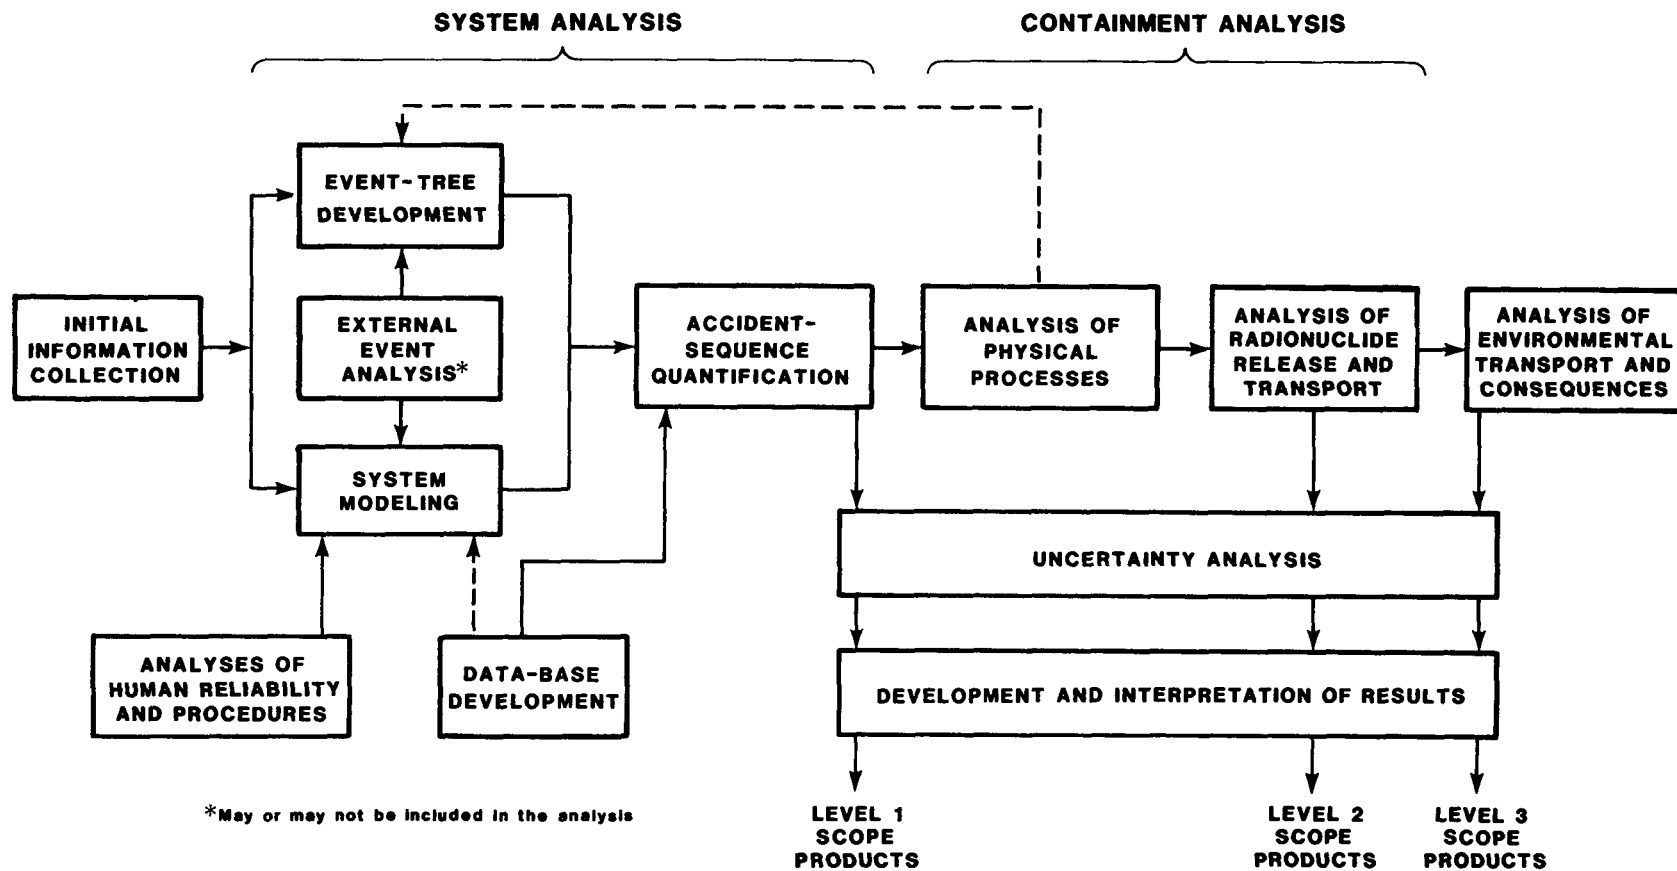 SYSTEM ANALYSIS
CONTAINMENT ANALYSIS
EVENT-TREE
DEVELOPMENT
INITIAL
INFORMATION
COLLECTION
EXTERNAL
EVENT
ANALYSIS*
SYSTEM
MODELING
ACCIDENT-
SEQUENCE
QUANTIFICATION
ANALYSIS OF
PHYSICAL
PROCESSES
ANALYSIS OF
RADIONUCLIDE
RELEASE AND
TRANSPORT
ANALYSIS OF
ENVIRONMENTAL
TRANSPORT AND
CONSEQUENCES
UNCERTAINTY ANALYSIS
ANALYSES OF
HUMAN RELIABILITY
AND PROCEDURES
DATA-BASE
DEVELOPMENT
DEVELOPMENT AND INTERPRETATION OF RESULTS
*May or may not be included in the analysis
LEVEL 1
SCOPE
PRODUCTS
LEVEL 2
SCOPE
PRODUCTS
LEVEL 3
SCOPE
PRODUCTS